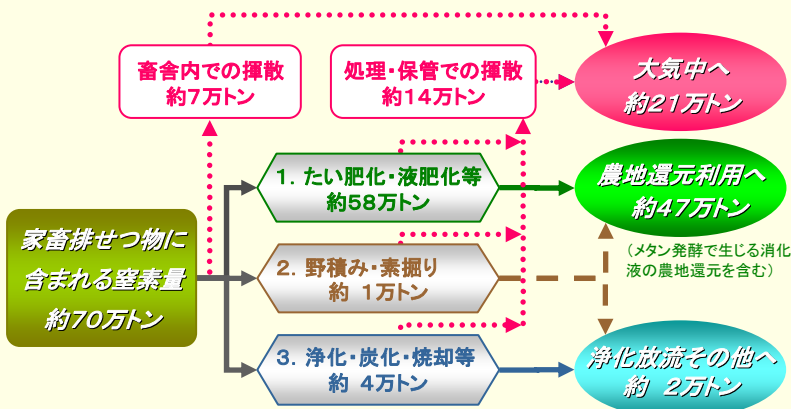 畜舎内での揮散
約7万トン
処理・保管での揮散
約14万トン
大気中へ
約21万トン
1. たい肥化・液肥化等
約58万トン
農地還元利用へ
約47万トン
(メタン発酵で生じる消化
液の農地還元を含む)
家畜排せつ物に
含まれる窒素量
約70万トン
2. 野積み・素掘り
約 1万トン
3. 浄化・炭化・焼却等
約 4万トン
浄化放流その他へ
約 2万トン